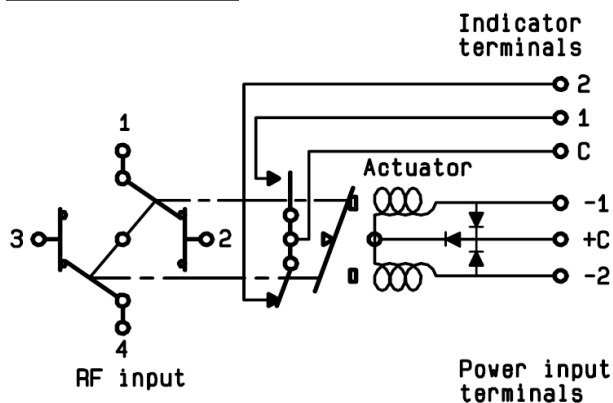 Indicator
terminals
2
1
C
1
Actuator
-1
3
2
+C
-2
4
RF input
Power input
terminals